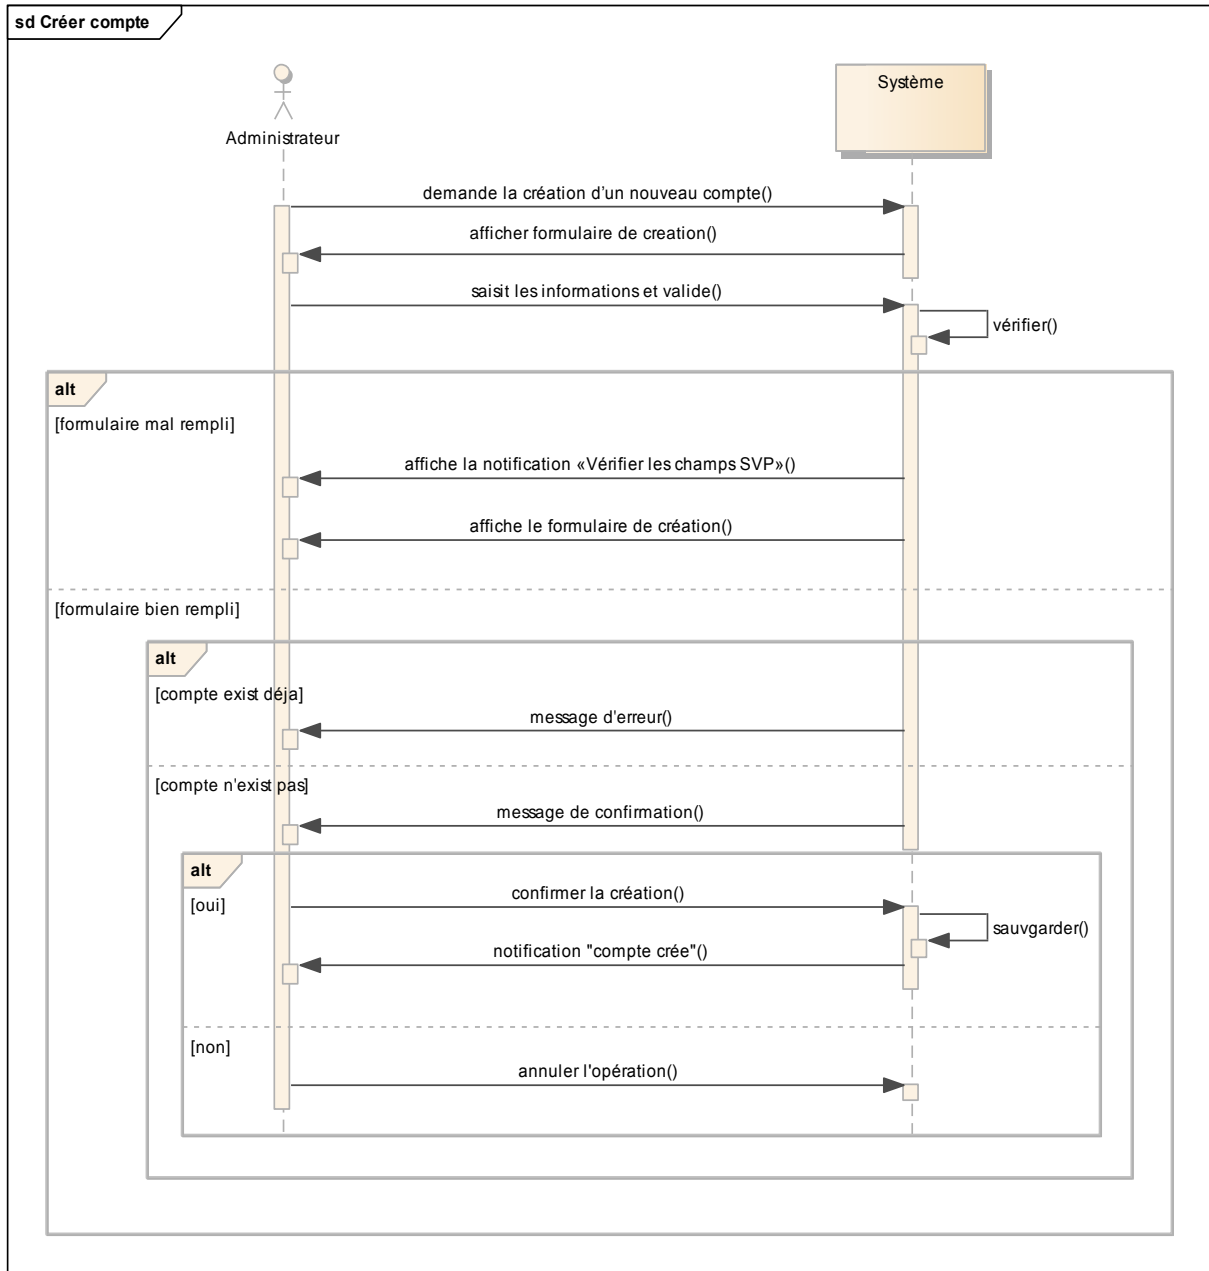 sd Créer compte
Système
Administrateur
demande la création d'un nouveau compte()
afficher formulaire de creation()
saisit les informations et valide()
vérifier()
alt
[formulaire mal rempli]
affiche la notification «Vérifier les champs SVP»()
affiche le formulaire de création()
[formulaire bien rempli]
alt
[compte exist déja]
message d'erreur()
[compte n'exist pas]
message de confirmation()
alt
[oui]
confirmer la création()
sauvgarder()
notification "compte crée"()
[non]
annuler l'opération()